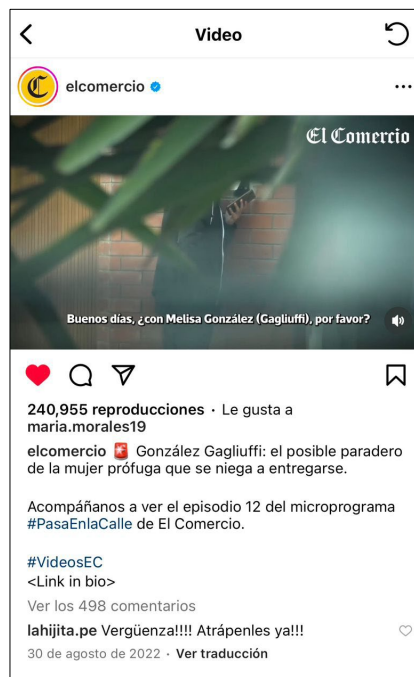 Video
elcomercio
El Comercio
Buenos días, ¿con Melisa González (Gagliuffi), por favor?
240,955 reproducciones · Le gusta a
maria.morales19
elcomercio 🚨 González Gagliuffi: el posible paradero
de la mujer prófuga que se niega a entregarse.
Acompáñanos a ver el episodio 12 del microprograma
#PasaEnlaCalle de El Comercio.
#VideosEC
<Link in bio>
Ver los 498 comentarios
lahijita.pe Vergüenza!!!! Atrápenles ya!!!
30 de agosto de 2022 · Ver traducción